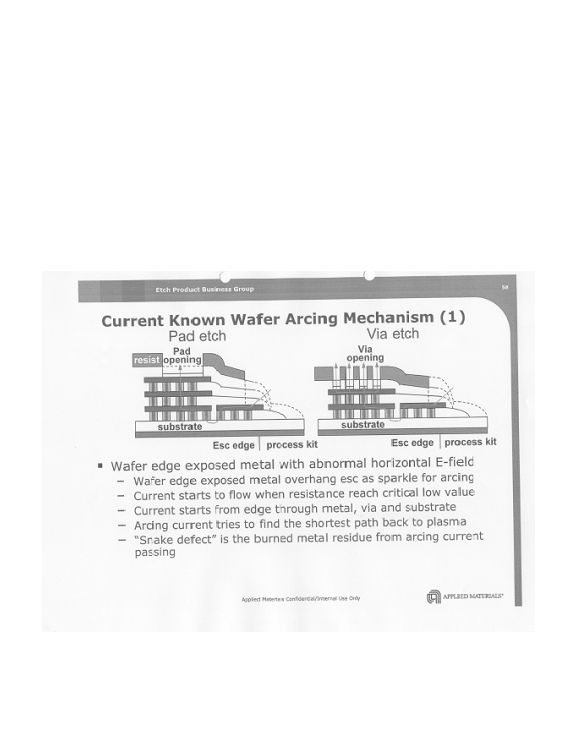 Etch Product Business Group
58
Current Known Wafer Arcing Mechanism (1)
Pad etch
Via etch
Pad
resist opening
Via
opening
substrate
substrate
Esc edge process kit
Esc edge process kit
▪ Wafer edge exposed metal with abnormal horizontal E-field
– Wafer edge exposed metal overhang esc as sparkle for arcing
– Current starts to flow when resistance reach critical low value
– Current starts from edge through metal, via and substrate
– Arcing current tries to find the shortest path back to plasma
– "Snake defect" is the burned metal residue from arcing current
passing
Applied Materials Confidential/Internal Use Only
APPLIED MATERIALS®